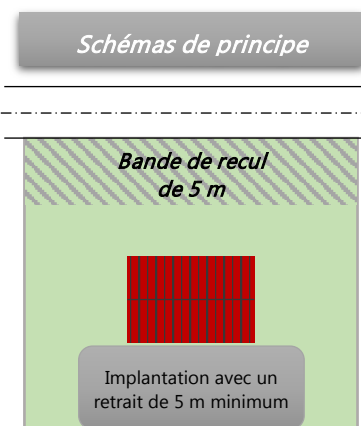 Schémas de principe
Bande de recul
de 5 m
Implantation avec un
retrait de 5 m minimum